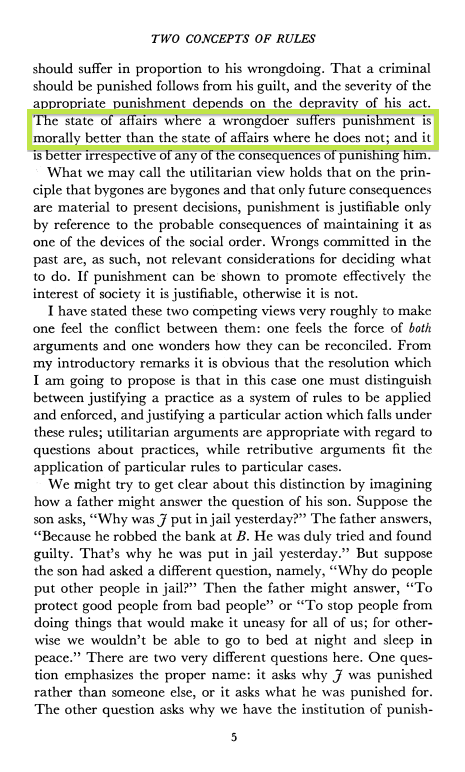 TWO CONCEPTS OF RULES
should suffer in proportion to his wrongdoing. That a criminal
should be punished follows from his guilt, and the severity of the
appropriate punishment depends on the depravity of his act.
The state of affairs where a wrongdoer suffers punishment is
morally better than the state of affairs where he does not; and it
is better irrespective of any of the consequences of punishing him.
What we may call the utilitarian view holds that on the prin-
ciple that bygones are bygones and that only future consequences
are material to present decisions, punishment is justifiable only
by reference to the probable consequences of maintaining it as
one of the devices of the social order. Wrongs committed in the
past are, as such, not relevant considerations for deciding what
to do. If punishment can be shown to promote effectively the
interest of society it is justifiable, otherwise it is not.
I have stated these two competing views very roughly to make
one feel the conflict between them: one feels the force of both
arguments and one wonders how they can be reconciled. From
my introductory remarks it is obvious that the resolution which
I am going to propose is that in this case one must distinguish
between justifying a practice as a system of rules to be applied
and enforced, and justifying a particular action which falls under
these rules; utilitarian arguments are appropriate with regard to
questions about practices, while retributive arguments fit the
application of particular rules to particular cases.
We might try to get clear about this distinction by imagining
how a father might answer the question of his son. Suppose the
son asks, “Why was J put in jail yesterday?” The father answers,
“Because he robbed the bank at B. He was duly tried and found
guilty. That’s why he was put in jail yesterday.” But suppose
the son had asked a different question, namely, “Why do people
put other people in jail?” Then the father might answer, “To
protect good people from bad people” or “To stop people from
doing things that would make it uneasy for all of us; for other-
wise we wouldn’t be able to go to bed at night and sleep in
peace.” There are two very different questions here. One ques-
tion emphasizes the proper name: it asks why J was punished
rather than someone else, or it asks what he was punished for.
The other question asks why we have the institution of punish-
5